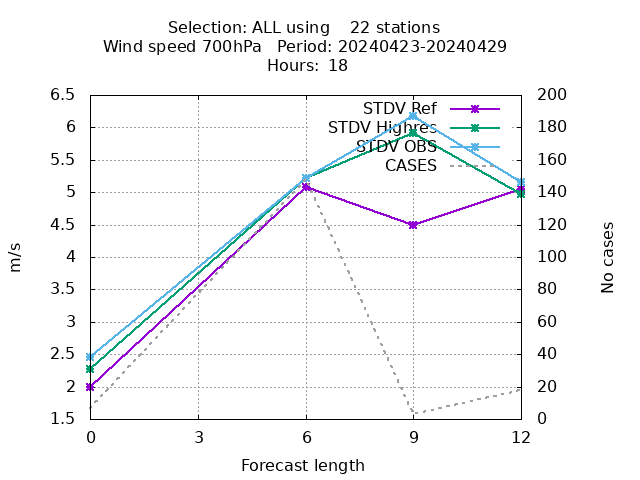 Selection: ALL using    22 stations
Wind speed 700hPa   Period: 20240423-20240429
Hours:  18
STDV Ref
STDV Highres
STDV OBS
CASES
6.5
6
5.5
5
4.5
4
3.5
3
2.5
2
1.5
200
180
160
140
120
100
80
60
40
20
0
m/s
No cases
0 3 6 9 12
Forecast length